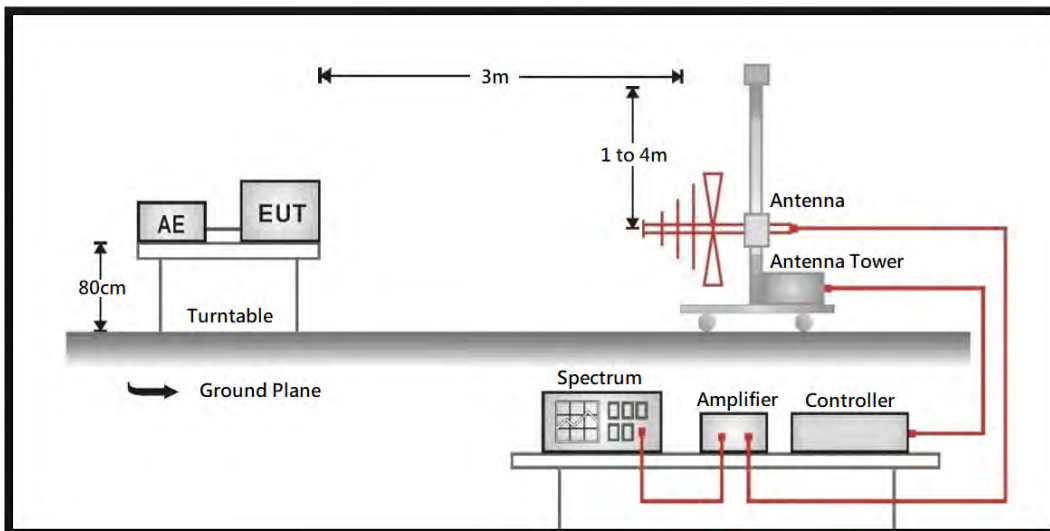 3m
1 to 4m
Antenna
AE
EUT
Antenna Tower
80cm
Turntable
Ground Plane
Spectrum
Amplifier
Controller